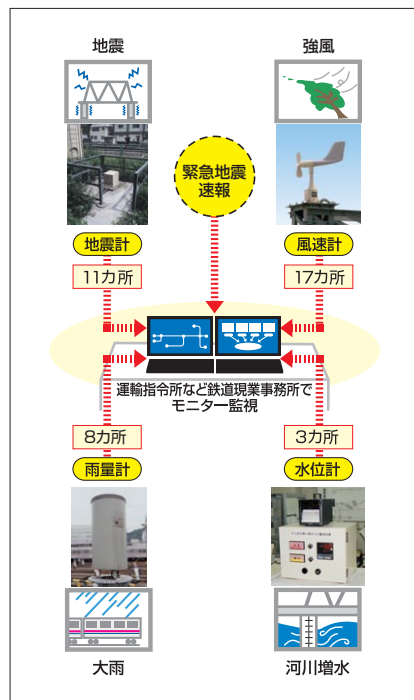 地震
強風
緊急地震
速報
地震計
風速計
11カ所
17カ所
運輸指令所など鉄道現業事務所で
モニター監視
8カ所
3カ所
雨量計
水位計
大雨
河川増水